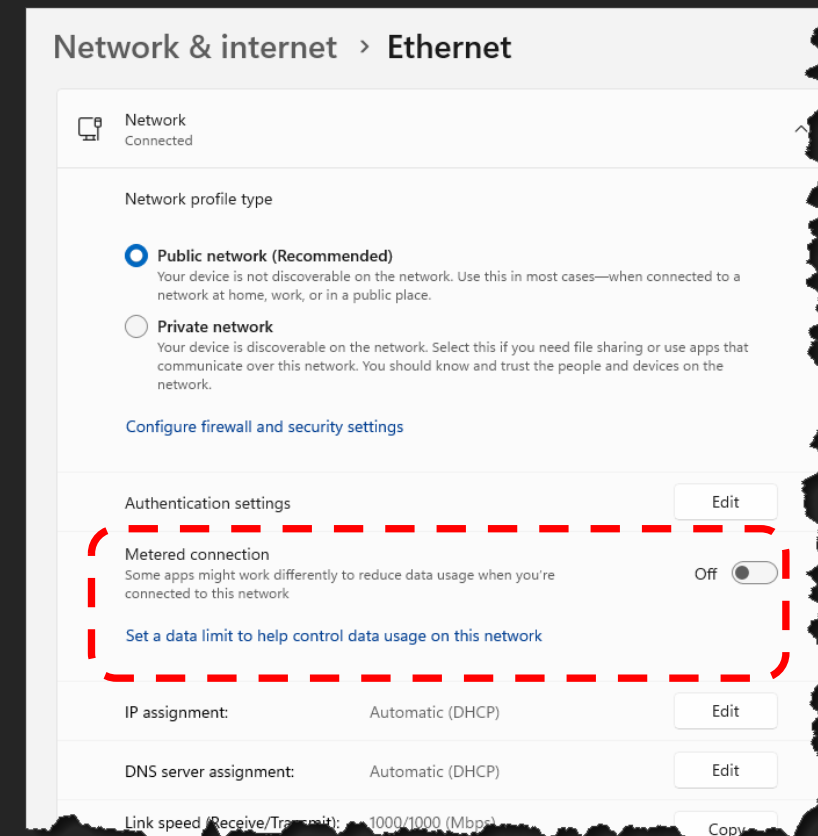 Network & internet > Ethernet
Network
Connected
Network profile type
Public network (Recommended)
Your device is not discoverable on the network. Use this in most cases—when connected to a
network at home, work, or in a public place.
Private network
Your device is discoverable on the network. Select this if you need file sharing or use apps that
communicate over this network. You should know and trust the people and devices on the
network.
Configure firewall and security settings
Authentication settings Edit
Metered connection
Some apps might work differently to reduce data usage when you're
connected to this network
Off
Set a data limit to help control data usage on this network
IP assignment: Automatic (DHCP) Edit
DNS server assignment: Automatic (DHCP) Edit
Link speed (Receive/Transmit): 1000/1000 (Mbps) Copy